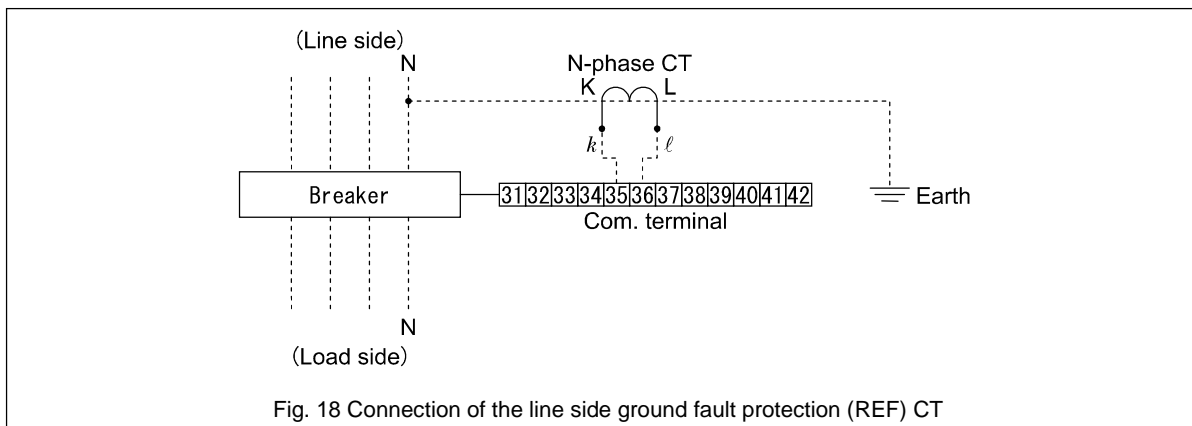 (Line side)
N
N-phase CT
K L
k ℓ
Breaker
31 32 33 34 35 36 37 38 39 40 41 42
Earth
Com. terminal
N
(Load side)
Fig. 18 Connection of the line side ground fault protection (REF) CT